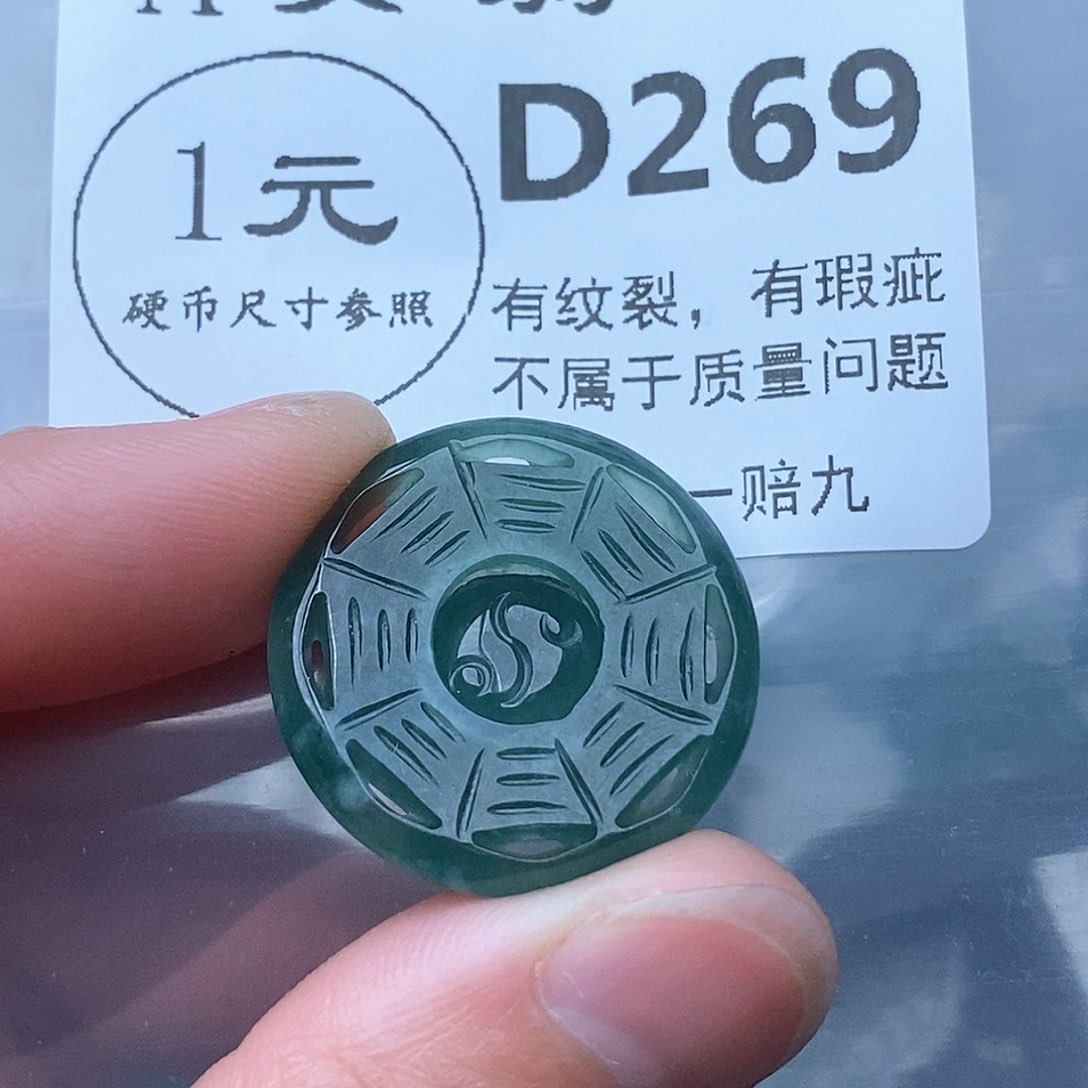 D269
1元
硬币尺寸参照
有纹裂，有瑕疵
不属于质量问题
一赔九